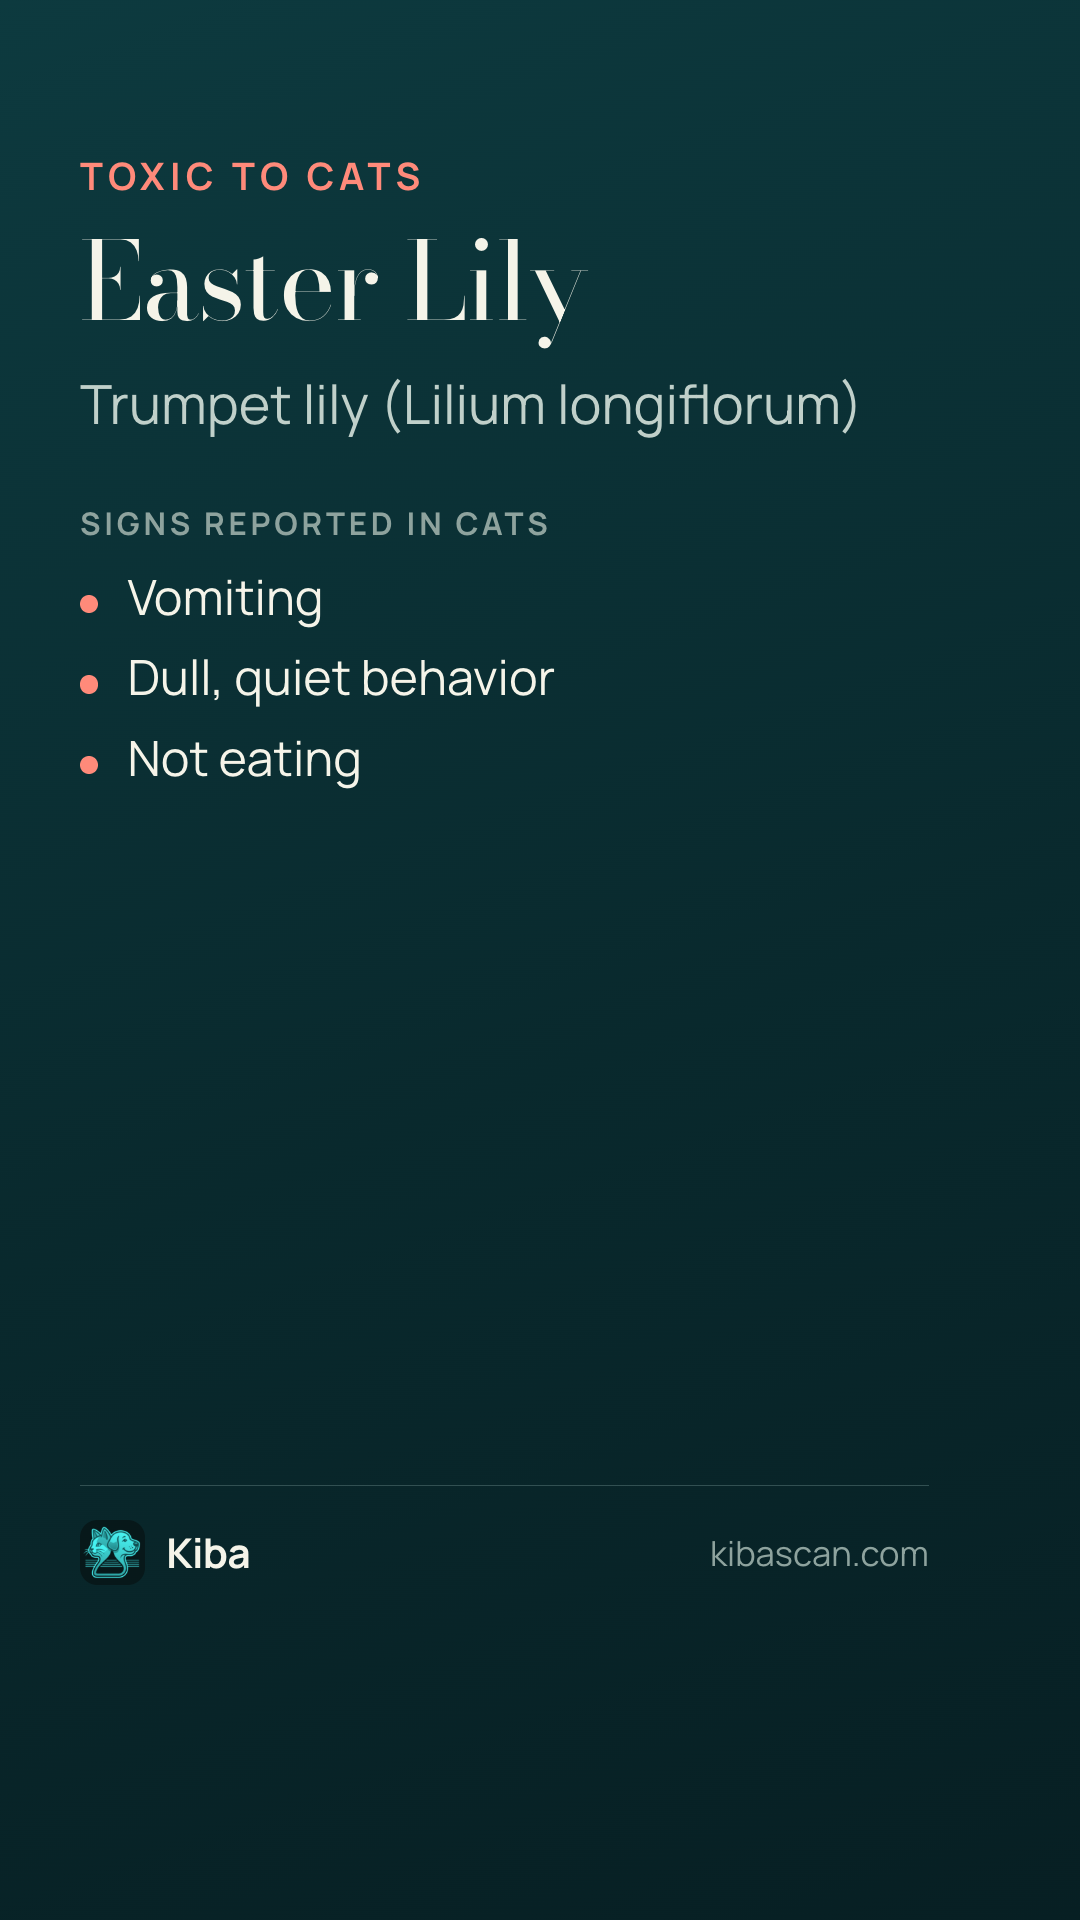 TOXIC TO CATS
Easter Lily
Trumpet lily (Lilium longiflorum)
SIGNS REPORTED IN CATS
Vomiting
Dull, quiet behavior
Not eating
Kiba
kibascan.com